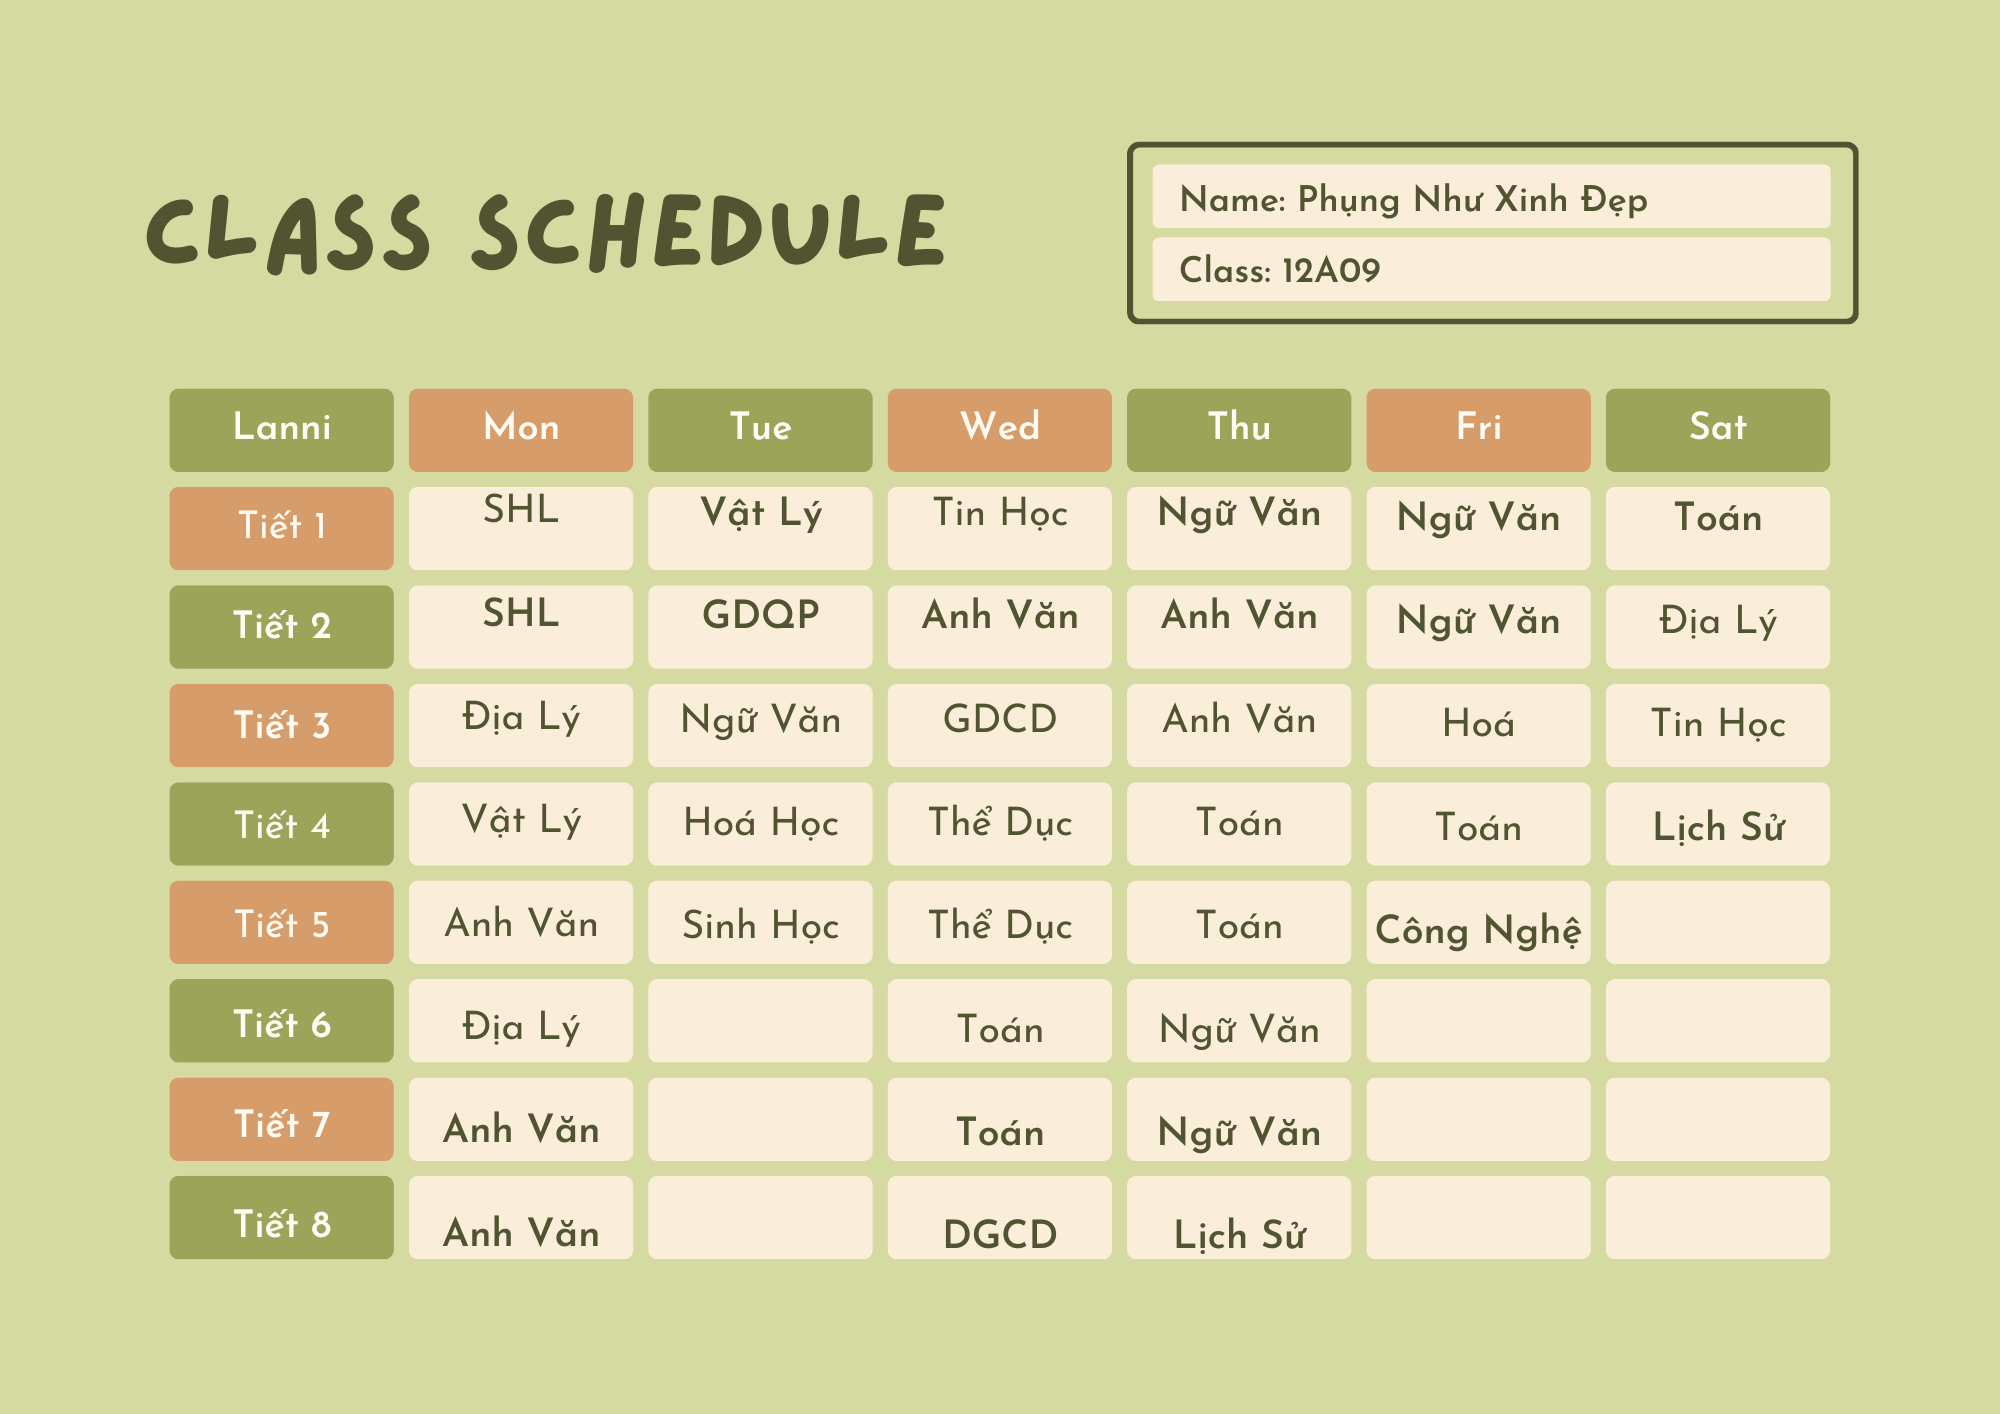 CLASS SCHEDULE
Name: Phụng Như Xinh Đẹp
Class: 12A09
Lanni Mon Tue Wed Thu Fri Sat
Tiết 1 SHL Vật Lý Tin Học Ngữ Văn Ngữ Văn Toán
Tiết 2 SHL GDQP Anh Văn Anh Văn Ngữ Văn Địa Lý
Tiết 3 Địa Lý Ngữ Văn GDCD Anh Văn Hoá Tin Học
Tiết 4 Vật Lý Hoá Học Thể Dục Toán Toán Lịch Sử
Tiết 5 Anh Văn Sinh Học Thể Dục Toán Công Nghệ
Tiết 6 Địa Lý Toán Ngữ Văn
Tiết 7 Anh Văn Toán Ngữ Văn
Tiết 8 Anh Văn DGCD Lịch Sử